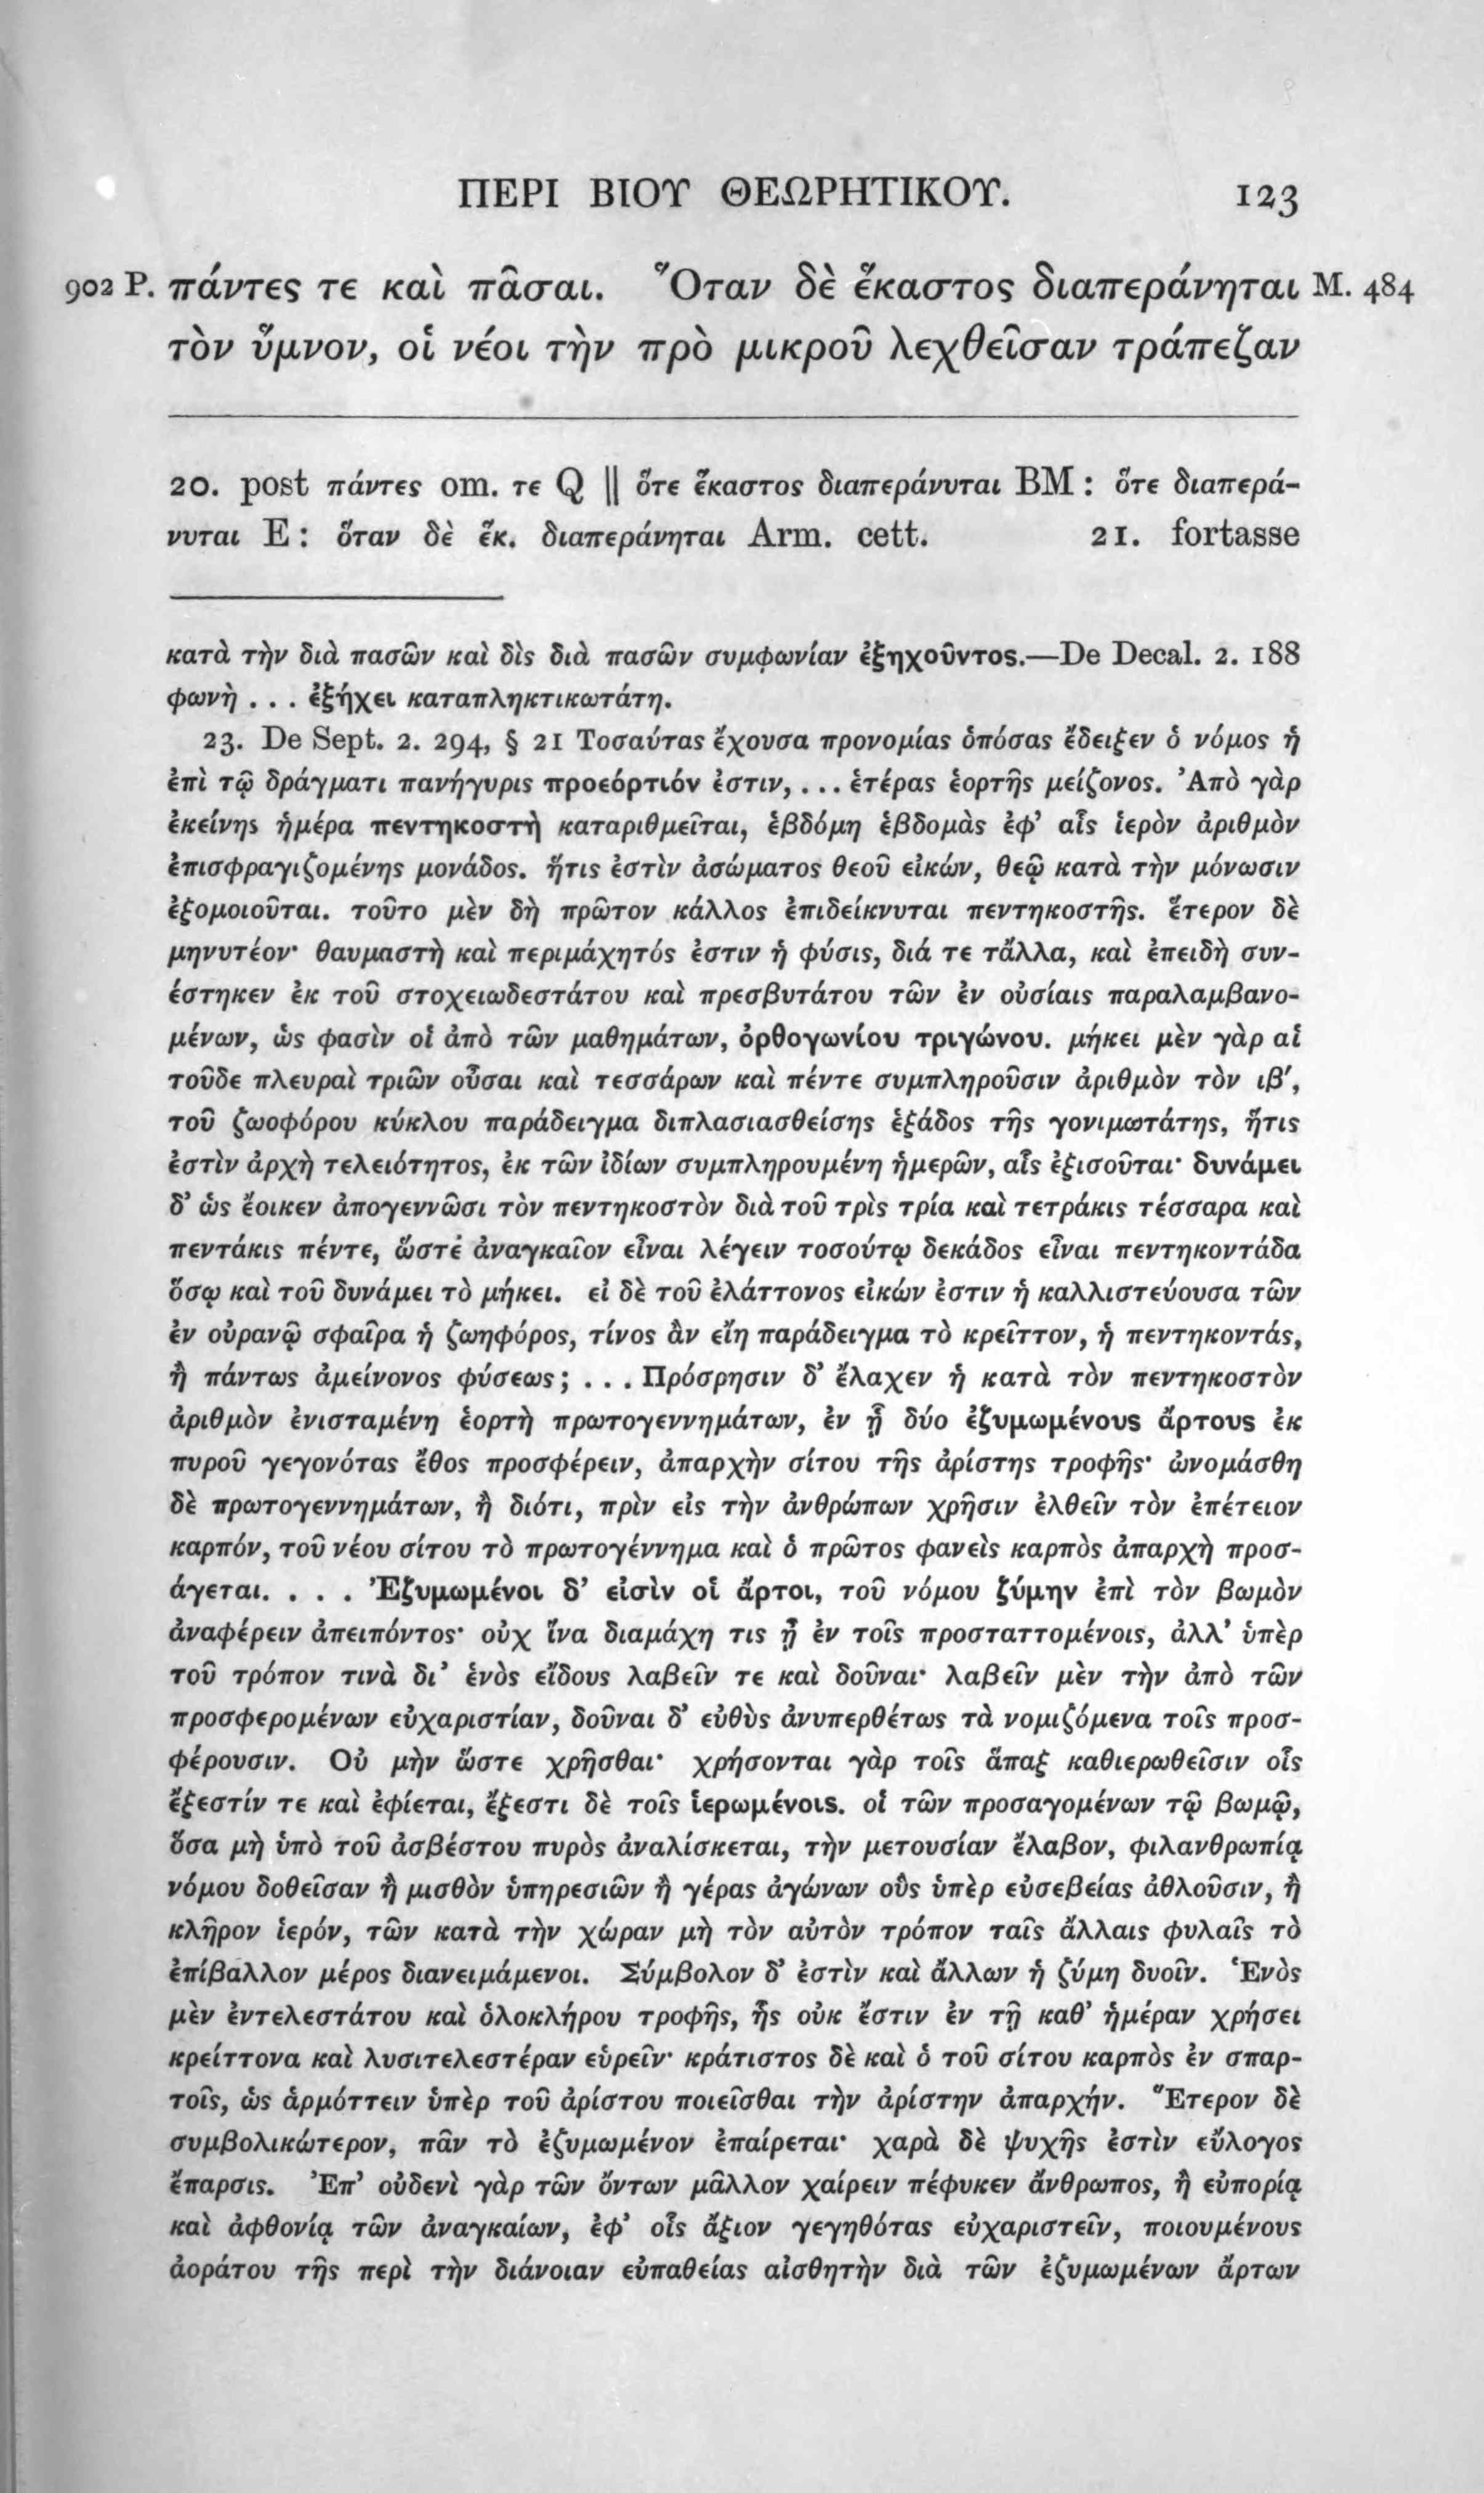 ΠΕΡΙ ΒΙΟΥ ΘΕΩΡΗΤΙΚΟΥ. 123
902 P. πάντες τε καὶ πᾶσαι. Ὅταν δὲ ἕκαστος διαπεράνηται M. 484
τὸν ὕμνον, οἱ νέοι τὴν πρὸ μικροῦ λεχθεῖσαν τράπεζαν
20. post πάντες om. τε Q || ὅτε ἕκαστος διαπεράνυται BM : ὅτε διαπερά-
νυται E : ὅταν δὲ ἕκ. διαπεράνηται Arm. cett. 21. fortasse
κατὰ τὴν διὰ πασῶν καὶ δὶς διὰ πασῶν συμφωνίαν ἐξηχοῦντος.—De Decal. 2. 188
φωνὴ . . . ἐξήχει καταπληκτικωτάτη.
23. De Sept. 2. 294, § 21 Τοσαύτας ἔχουσα προνομίας ὁπόσας ἔδειξεν ὁ νόμος ἡ
ἐπὶ τῷ δράγματι πανήγυρις προεόρτιόν ἐστιν, . . . ἑτέρας ἑορτῆς μείζονος. Ἀπὸ γὰρ
ἐκείνης ἡμέρα πεντηκοστὴ καταριθμεῖται, ἑβδόμη ἑβδομὰς ἐφ’ αἷς ἱερὸν ἀριθμὸν
ἐπισφραγιζομένης μονάδος. ἥτις ἐστὶν ἀσώματος θεοῦ εἰκών, θεῷ κατὰ τὴν μόνωσιν
ἐξομοιοῦται. τοῦτο μὲν δὴ πρῶτον κάλλος ἐπιδείκνυται πεντηκοστῆς. ἕτερον δὲ
μηνυτέον· θαυμαστὴ καὶ περιμάχητός ἐστιν ἡ φύσις, διά τε τἄλλα, καὶ ἐπειδὴ συν-
έστηκεν ἐκ τοῦ στοχειωδεστάτου καὶ πρεσβυτάτου τῶν ἐν οὐσίαις παραλαμβανο-
μένων, ὡς φασὶν οἱ ἀπὸ τῶν μαθημάτων, ὀρθογωνίου τριγώνου. μήκει μὲν γὰρ αἱ
τοῦδε πλευραὶ τριῶν οὖσαι καὶ τεσσάρων καὶ πέντε συμπληροῦσιν ἀριθμὸν τὸν ιβ′,
τοῦ ζωοφόρου κύκλου παράδειγμα διπλασιασθείσης ἑξάδος τῆς γονιμωτάτης, ἥτις
ἐστὶν ἀρχὴ τελειότητος, ἐκ τῶν ἰδίων συμπληρουμένη ἡμερῶν, αἷς ἐξισοῦται· δυνάμει
δ’ ὡς ἔοικεν ἀπογεννῶσι τὸν πεντηκοστὸν διὰ τοῦ τρὶς τρία καὶ τετράκις τέσσαρα καὶ
πεντάκις πέντε, ὥστε ἀναγκαῖον εἶναι λέγειν τοσούτῳ δεκάδος εἶναι πεντηκοντάδα
ὅσῳ καὶ τοῦ δυνάμει τὸ μήκει. εἰ δὲ τοῦ ἐλάττονος εἰκών ἐστιν ἡ καλλιστεύουσα τῶν
ἐν οὐρανῷ σφαῖρα ἡ ζωηφόρος, τίνος ἂν εἴη παράδειγμα τὸ κρεῖττον, ἡ πεντηκοντάς,
ἢ πάντως ἀμείνονος φύσεως; . . . Πρόσρησιν δ’ ἔλαχεν ἡ κατὰ τὸν πεντηκοστὸν
ἀριθμὸν ἐνισταμένη ἑορτὴ πρωτογεννημάτων, ἐν ᾗ δύο ἐζυμωμένους ἄρτους ἐκ
πυροῦ γεγονότας ἔθος προσφέρειν, ἀπαρχὴν σίτου τῆς ἀρίστης τροφῆς· ὠνομάσθη
δὲ πρωτογεννημάτων, ἢ διότι, πρὶν εἰς τὴν ἀνθρώπων χρῆσιν ἐλθεῖν τὸν ἐπέτειον
καρπόν, τοῦ νέου σίτου τὸ πρωτογέννημα καὶ ὁ πρῶτος φανεὶς καρπὸς ἀπαρχὴ προσ-
άγεται. . . . Ἐζυμωμένοι δ’ εἰσὶν οἱ ἄρτοι, τοῦ νόμου ζύμην ἐπὶ τὸν βωμὸν
ἀναφέρειν ἀπειπόντος· οὐχ ἵνα διαμάχη τις ᾖ ἐν τοῖς προσταττομένοις, ἀλλ’ ὑπὲρ
τοῦ τρόπον τινὰ δι’ ἑνὸς εἴδους λαβεῖν τε καὶ δοῦναι· λαβεῖν μὲν τὴν ἀπὸ τῶν
προσφερομένων εὐχαριστίαν, δοῦναι δ’ εὐθὺς ἀνυπερθέτως τὰ νομιζόμενα τοῖς προσ-
φέρουσιν. Οὐ μὴν ὥστε χρῆσθαι· χρήσονται γὰρ τοῖς ἅπαξ καθιερωθεῖσιν οἷς
ἔξεστίν τε καὶ ἐφίεται, ἔξεστι δὲ τοῖς ἱερωμένοις. οἱ τῶν προσαγομένων τῷ βωμῷ,
ὅσα μὴ ὑπὸ τοῦ ἀσβέστου πυρὸς ἀναλίσκεται, τὴν μετουσίαν ἔλαβον, φιλανθρωπίᾳ
νόμου δοθεῖσαν ἢ μισθὸν ὑπηρεσιῶν ἢ γέρας ἀγώνων οὓς ὑπὲρ εὐσεβείας ἀθλοῦσιν, ἢ
κλῆρον ἱερόν, τῶν κατὰ τὴν χώραν μὴ τὸν αὐτὸν τρόπον ταῖς ἄλλαις φυλαῖς τὸ
ἐπίβαλλον μέρος διανειμάμενοι. Σύμβολον δ’ ἐστὶν καὶ ἄλλων ἡ ζύμη δυοῖν. Ἑνὸς
μὲν ἐντελεστάτου καὶ ὁλοκλήρου τροφῆς, ἧς οὐκ ἔστιν ἐν τῇ καθ’ ἡμέραν χρήσει
κρείττονα καὶ λυσιτελεστέραν εὑρεῖν· κράτιστος δὲ καὶ ὁ τοῦ σίτου καρπὸς ἐν σπαρ-
τοῖς, ὡς ἁρμόττειν ὑπὲρ τοῦ ἀρίστου ποιεῖσθαι τὴν ἀρίστην ἀπαρχήν. Ἕτερον δὲ
συμβολικώτερον, πᾶν τὸ ἐζυμωμένον ἐπαίρεται· χαρὰ δὲ ψυχῆς ἐστὶν εὔλογος
ἔπαρσις. Ἐπ’ οὐδενὶ γὰρ τῶν ὄντων μᾶλλον χαίρειν πέφυκεν ἄνθρωπος, ἢ εὐπορίᾳ
καὶ ἀφθονίᾳ τῶν ἀναγκαίων, ἐφ’ οἷς ἄξιον γεγηθότας εὐχαριστεῖν, ποιουμένους
ἀοράτου τῆς περὶ τὴν διάνοιαν εὐπαθείας αἰσθητὴν διὰ τῶν ἐζυμωμένων ἄρτων